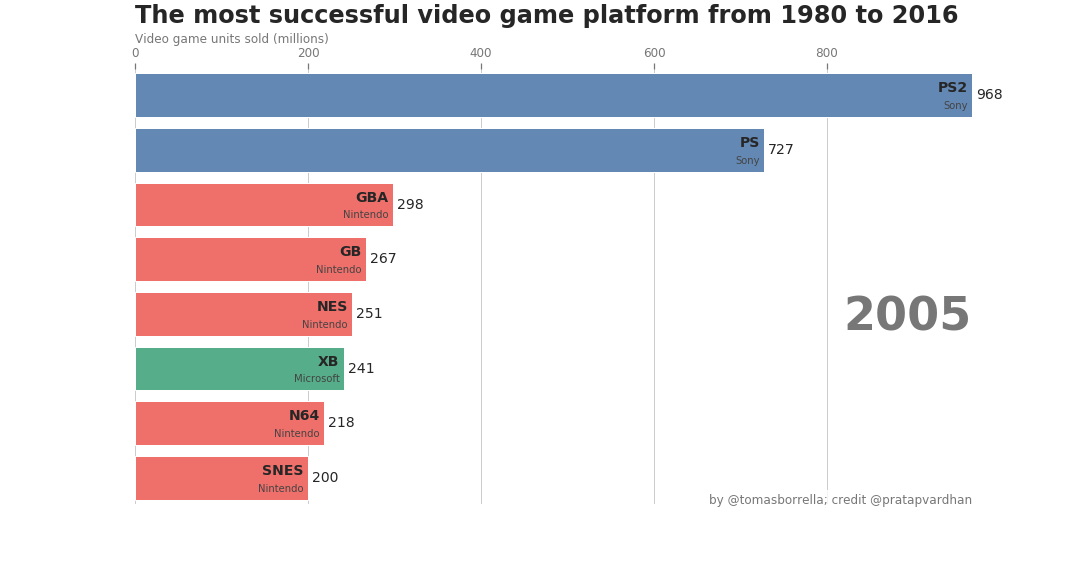 The most successful video game platform from 1980 to 2016
Video game units sold (millions)
0 200 400 600 800
PS2
Sony
968
PS
Sony
727
GBA
Nintendo
298
GB
Nintendo
267
NES
Nintendo
251
2005
XB
Microsoft
241
N64
Nintendo
218
SNES
Nintendo
200
by @tomasborrella; credit @pratapvardhan